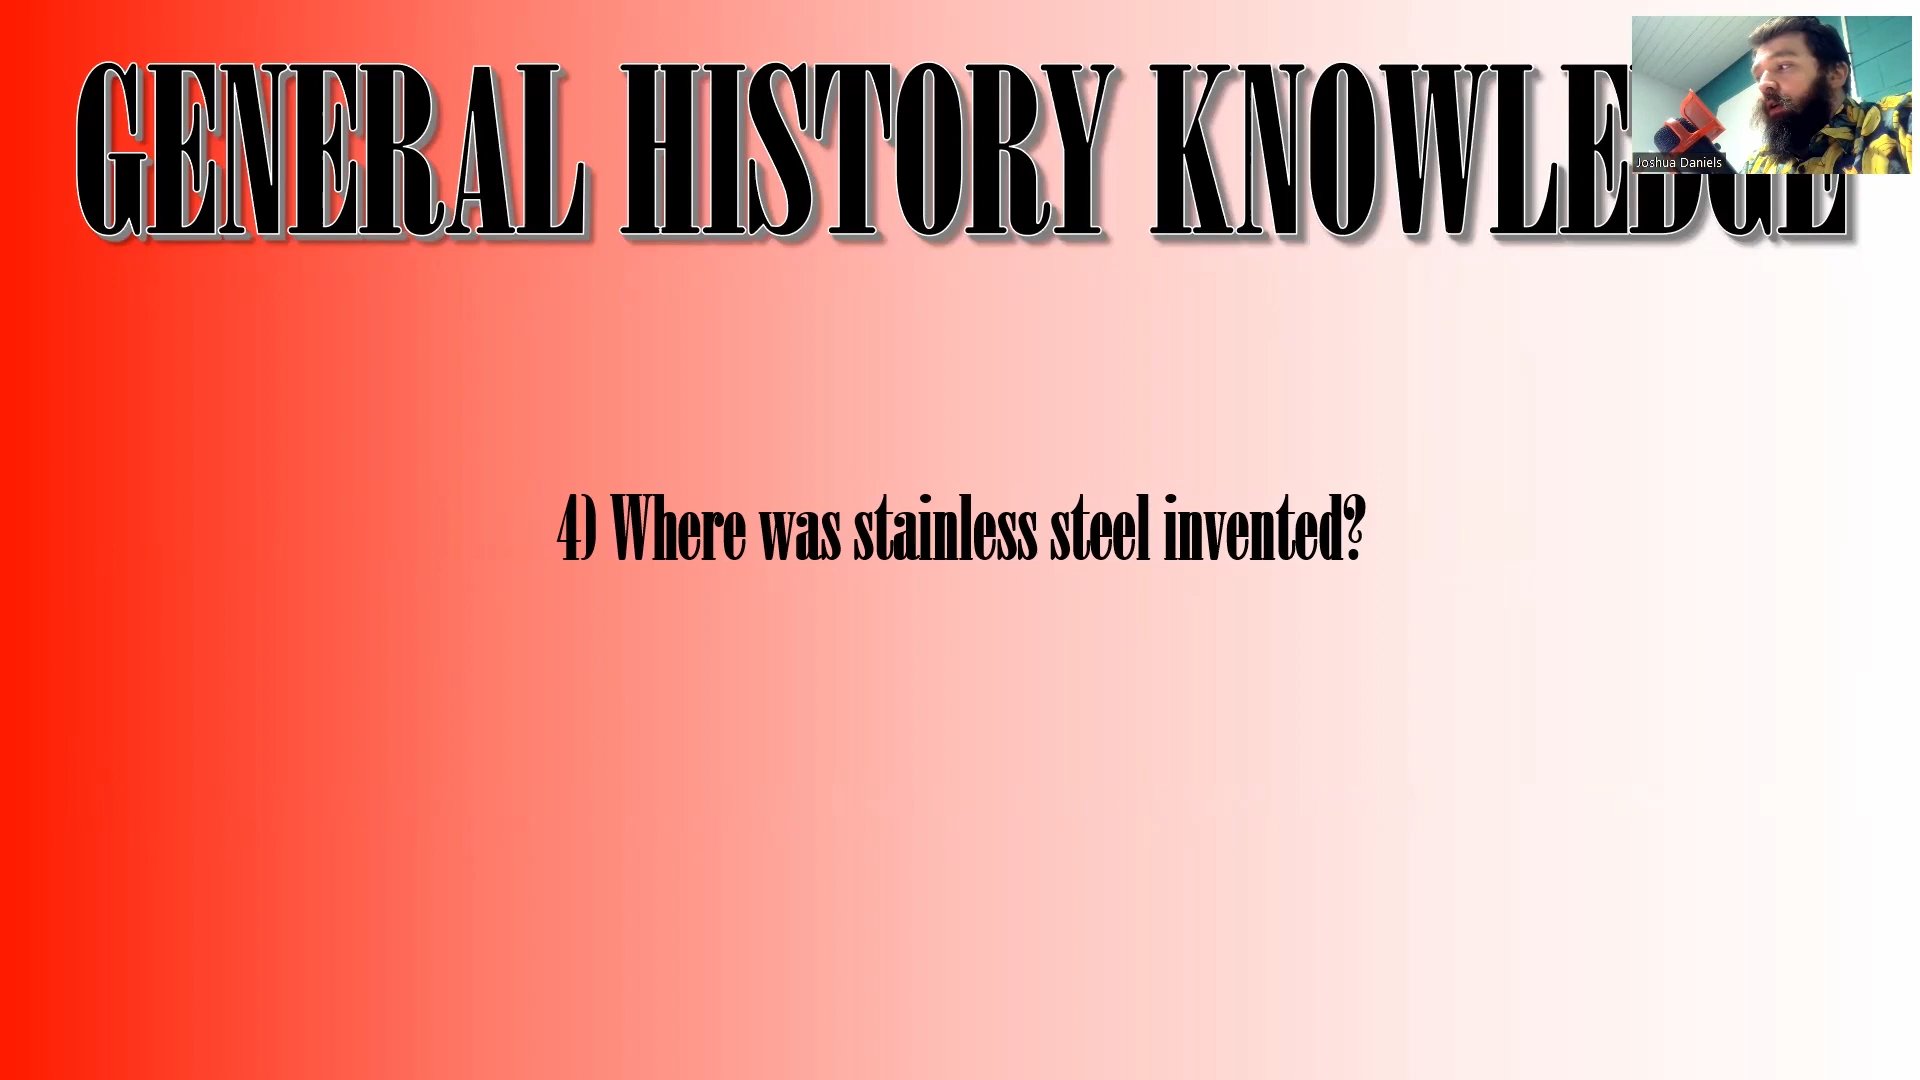 GENERAL HISTORY KNOWLEDGE
Joshua Daniels
4) Where was stainless steel invented?